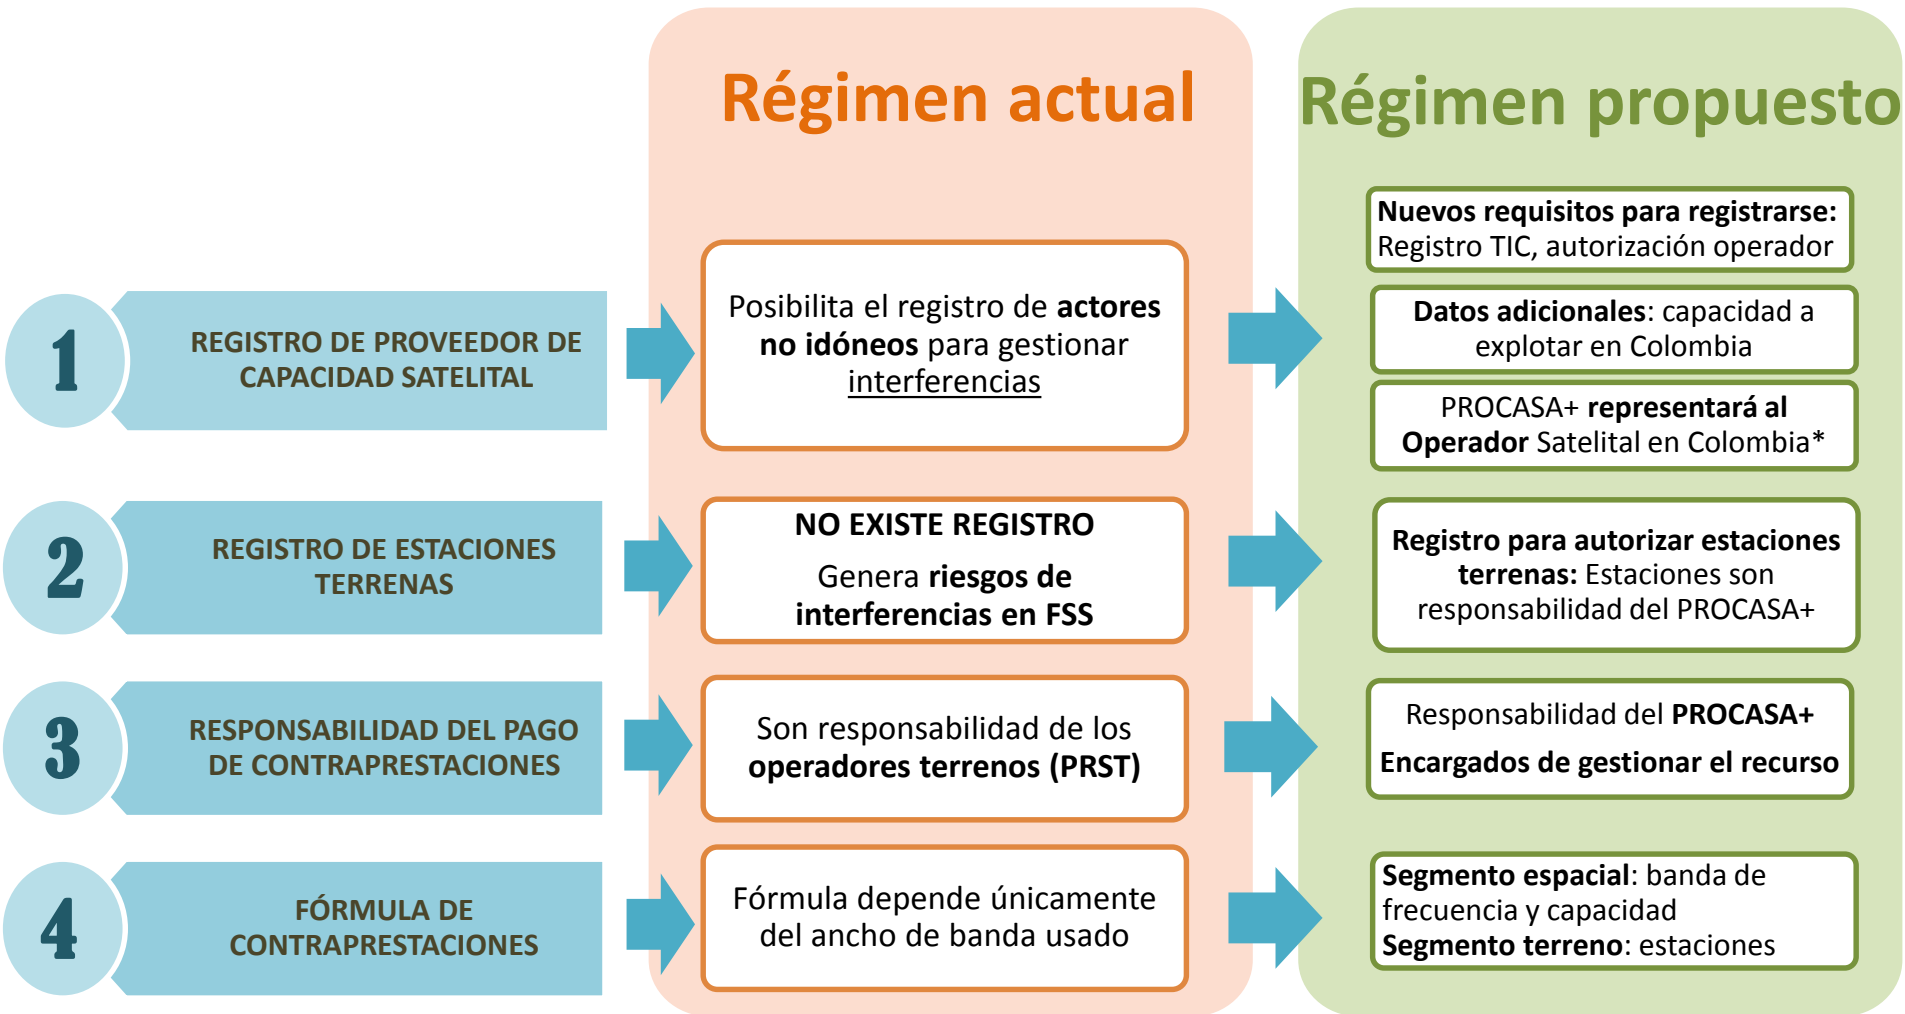 Régimen actual
Régimen propuesto
1
REGISTRO DE PROVEEDOR DE
CAPACIDAD SATELITAL
Posibilita el registro de actores
no idóneos para gestionar
interferencias
Nuevos requisitos para registrarse:
Registro TIC, autorización operador
Datos adicionales: capacidad a
explotar en Colombia
PROCASA+ representará al
Operador Satelital en Colombia*
2
REGISTRO DE ESTACIONES
TERRENAS
NO EXISTE REGISTRO
Genera riesgos de
interferencias en FSS
Registro para autorizar estaciones
terrenas: Estaciones son
responsabilidad del PROCASA+
3
RESPONSABILIDAD DEL PAGO
DE CONTRAPRESTACIONES
Son responsabilidad de los
operadores terrenos (PRST)
Responsabilidad del PROCASA+
Encargados de gestionar el recurso
4
FÓRMULA DE
CONTRAPRESTACIONES
Fórmula depende únicamente
del ancho de banda usado
Segmento espacial: banda de
frecuencia y capacidad
Segmento terreno: estaciones